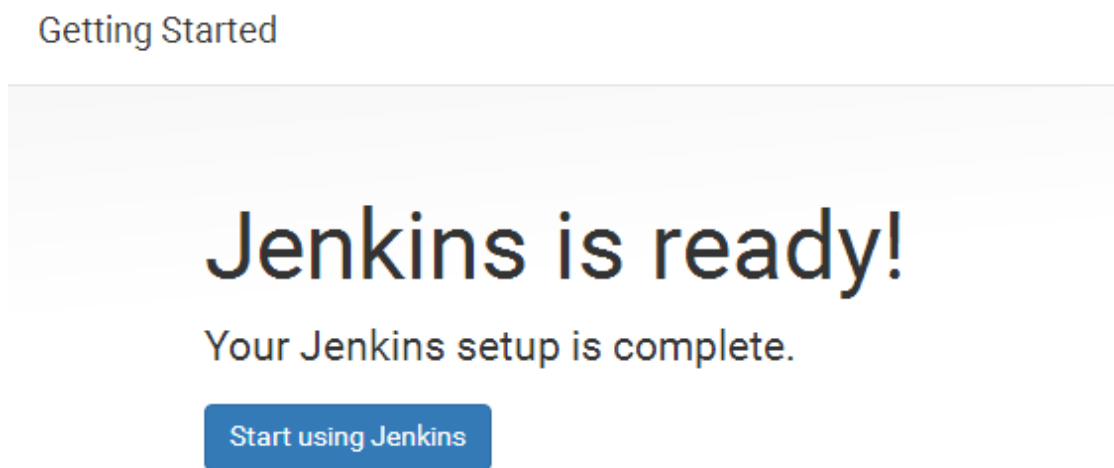 Getting Started
Jenkins is ready!
Your Jenkins setup is complete.
Start using Jenkins